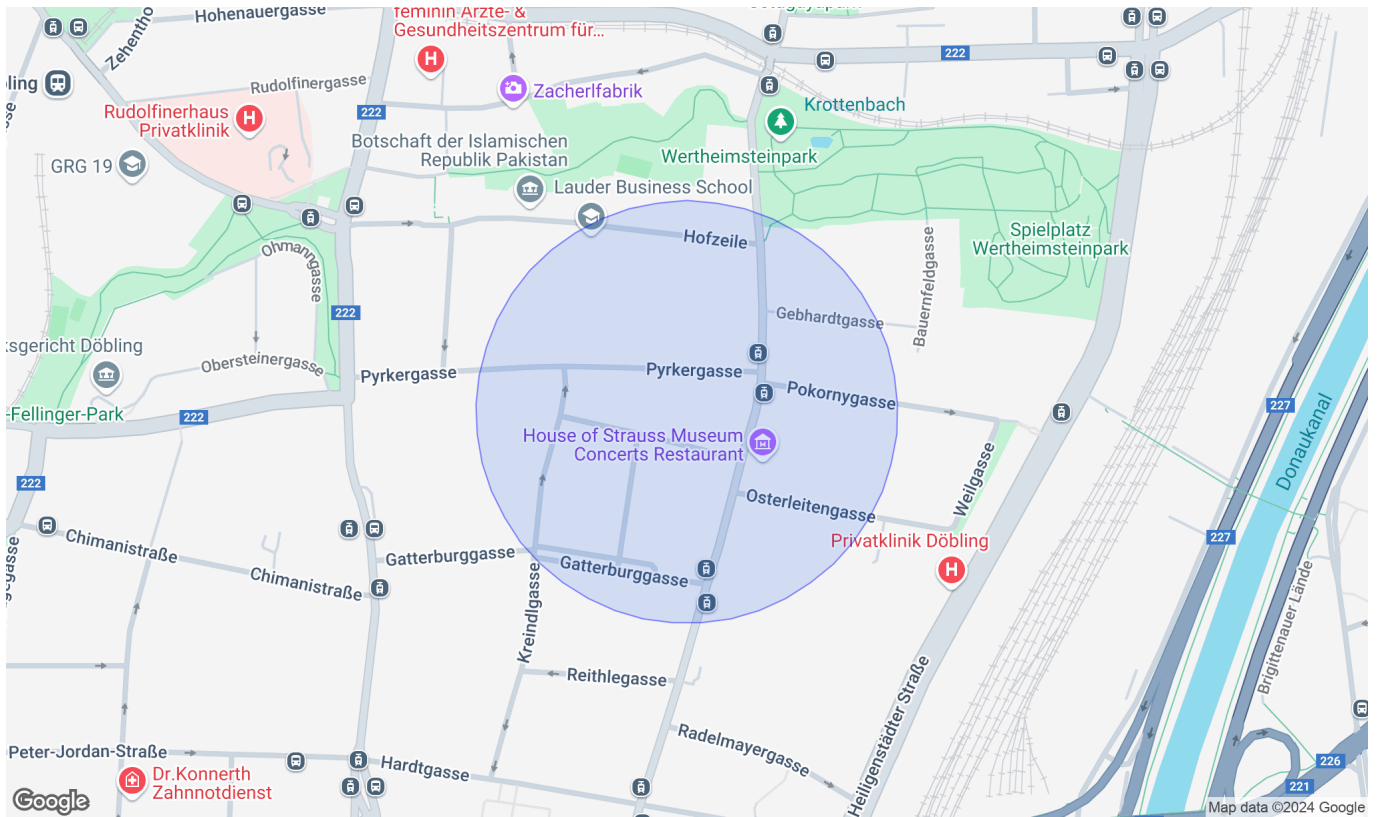 Hohenauergasse
feminin Ärzte- &
Gesundheitszentrum für...
222
Zehentho
Rudolfinergasse
Zacherlfabrik
Krottenbach
Rudolfinerhaus
Privatklinik
222
Botschaft der Islamischen
Republik Pakistan
Wertheimsteinpark
GRG 19
Lauder Business School
Hofzeile
Spielplatz
Wertheimsteinpark
Ohmanngasse
Bauernfeldgasse
222
Gebhardtgasse
ksgericht Döbling
Obersteinergasse
Pyrkergasse
Pyrkergasse
Pokornygasse
-Fellinger-Park
222
227
Donaukanal
House of Strauss Museum
Concerts Restaurant
222
Weilgasse
Osterleitengasse
Chimanistraße
227
Privatklinik Döbling
Gatterburggasse
Gatterburggasse
Chimanistraße
Kreindlgasse
Brigittenauer Lände
Reithlegasse
Heiligenstädter Straße
Radelmayergasse
Peter-Jordan-Straße
Hardtgasse
226
Dr.Konnerth
Zahnnotdienst
221
Google
Map data ©2024 Google